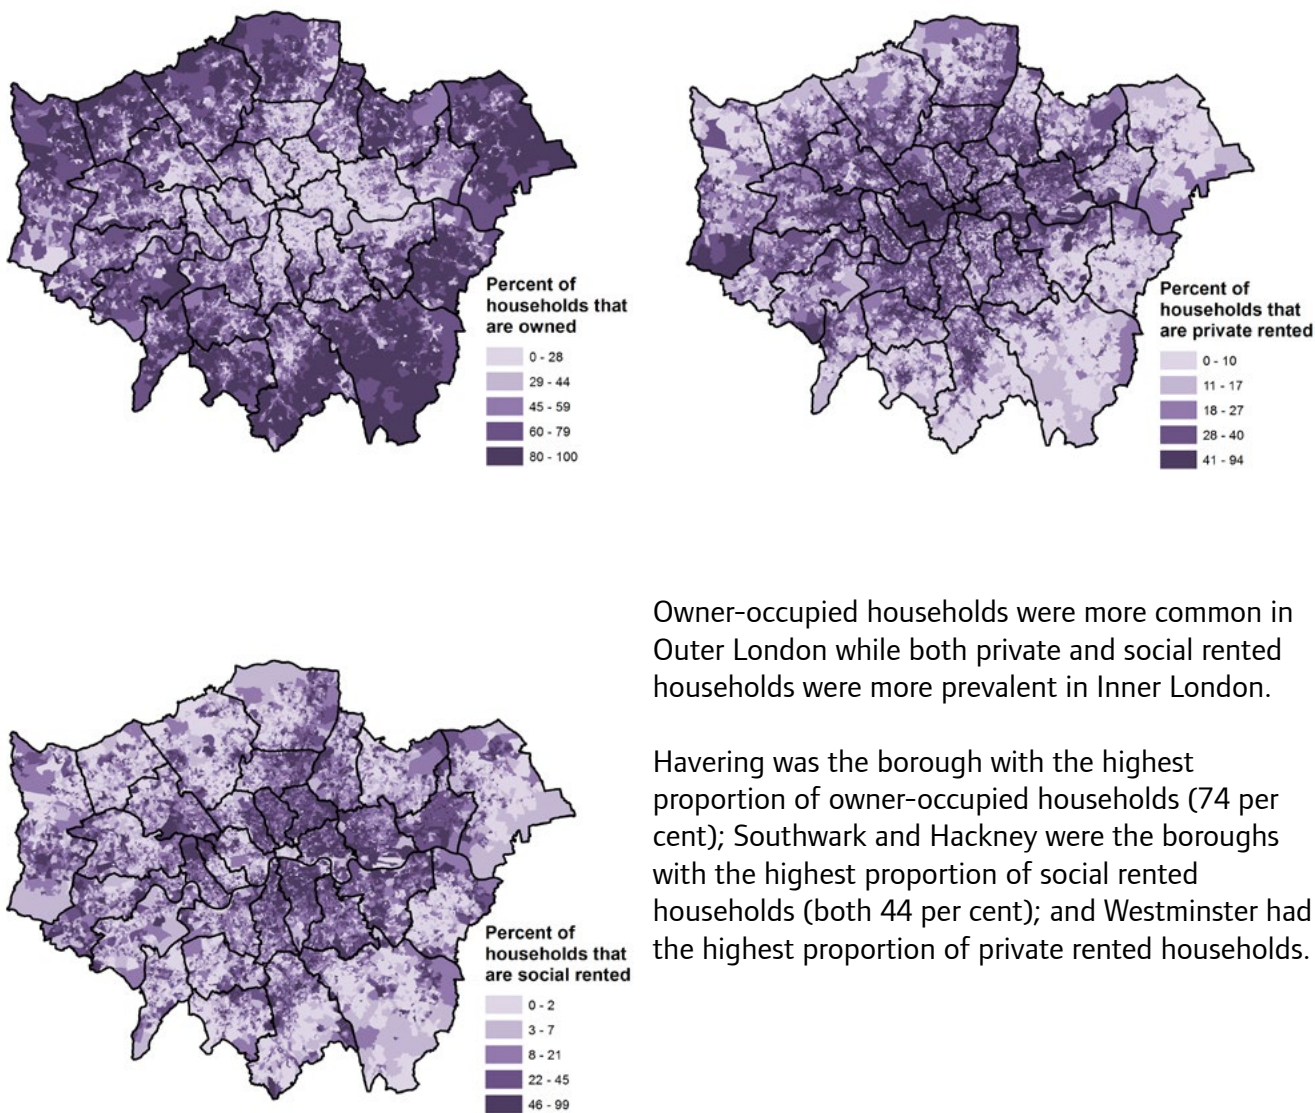 Percent of
households that
are owned
0 - 28
29 - 44
45 - 59
60 - 79
80 - 100
Percent of
households that
are private rented
0 - 10
11 - 17
18 - 27
28 - 40
41 - 94
Owner-occupied households were more common in
Outer London while both private and social rented
households were more prevalent in Inner London.
Havering was the borough with the highest
proportion of owner-occupied households (74 per
cent); Southwark and Hackney were the boroughs
with the highest proportion of social rented
households (both 44 per cent); and Westminster had
the highest proportion of private rented households.
Percent of
households that
are social rented
0 - 2
3 - 7
8 - 21
22 - 45
46 - 99